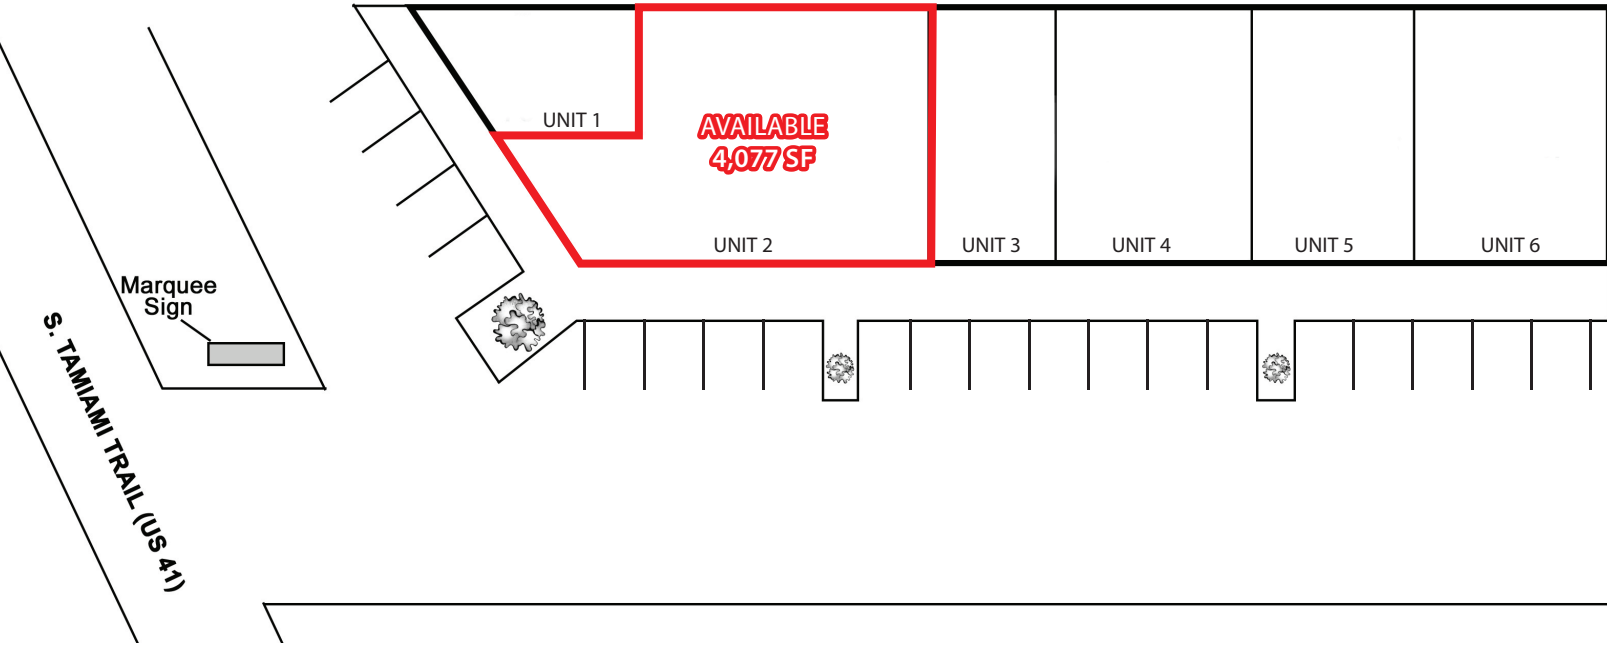 UNIT 1
AVAILABLE
4,077 SF
UNIT 2
UNIT 3
UNIT 4
UNIT 5
UNIT 6
Marquee
Sign
S. TAMIAMI TRAIL (US 41)